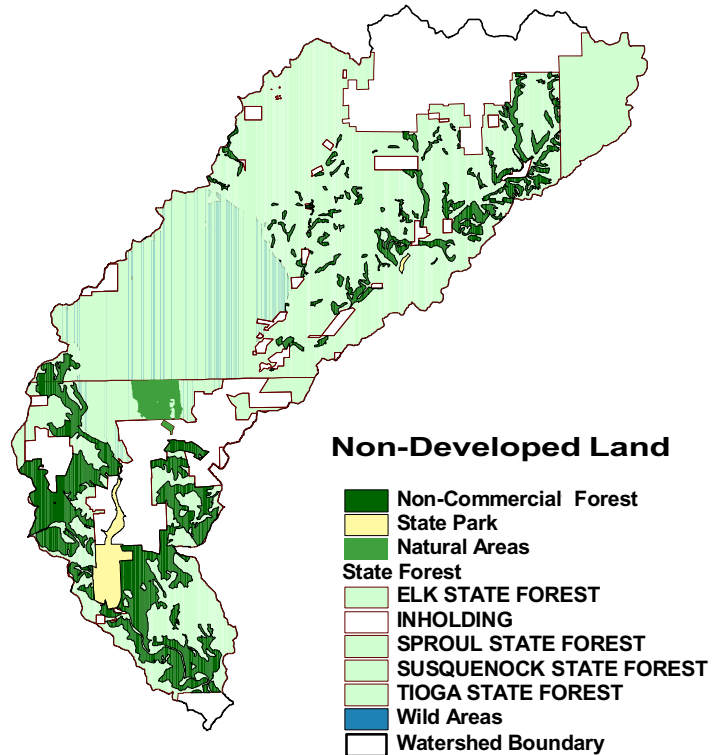 Non-Developed Land
Non-Commercial Forest
State Park
Natural Areas
State Forest
ELK STATE FOREST
INHOLDING
SPROUL STATE FOREST
SUSQUENOCK STATE FOREST
TIOGA STATE FOREST
Wild Areas
Watershed Boundary